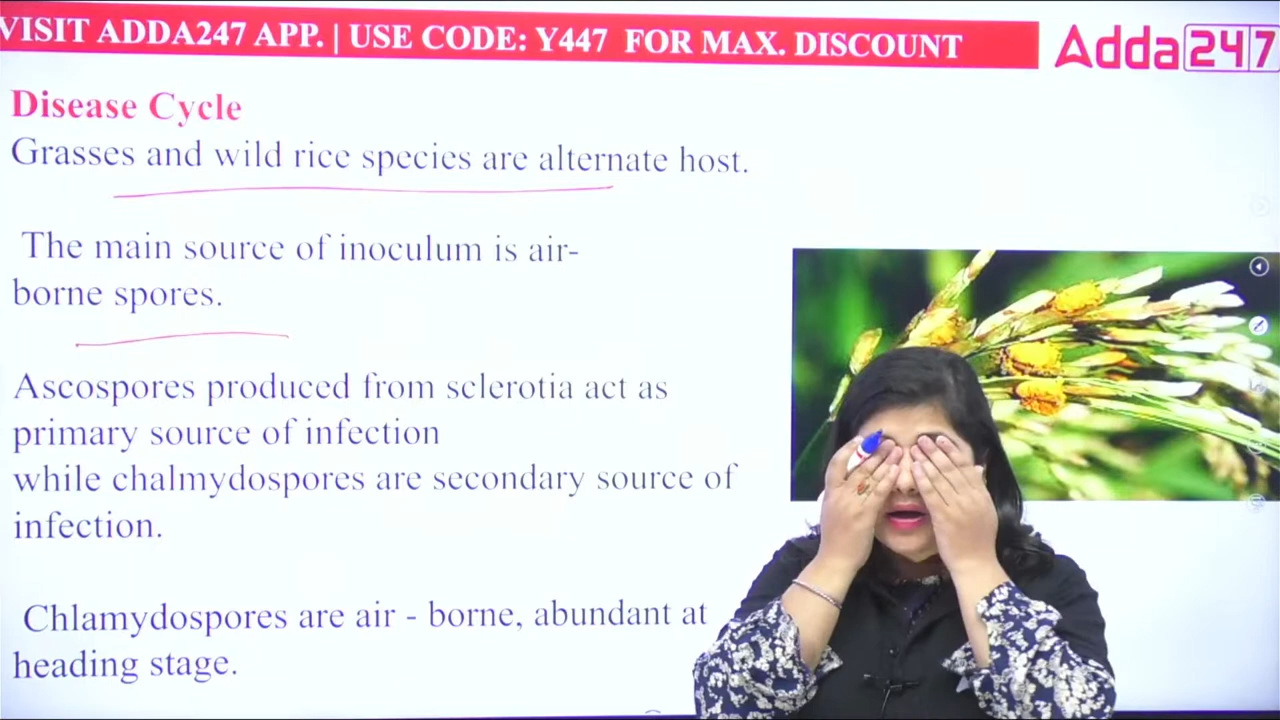 VISIT ADDA247 APP. | USE CODE: Y447 FOR MAX. DISCOUNT
Adda247
Disease Cycle
Grasses and wild rice species are alternate host.
The main source of inoculum is air-
borne spores.
Ascospores produced from sclerotia act as
primary source of infection
while chalmydospores are secondary source of
infection.
Chlamydospores are air - borne, abundant at
heading stage.